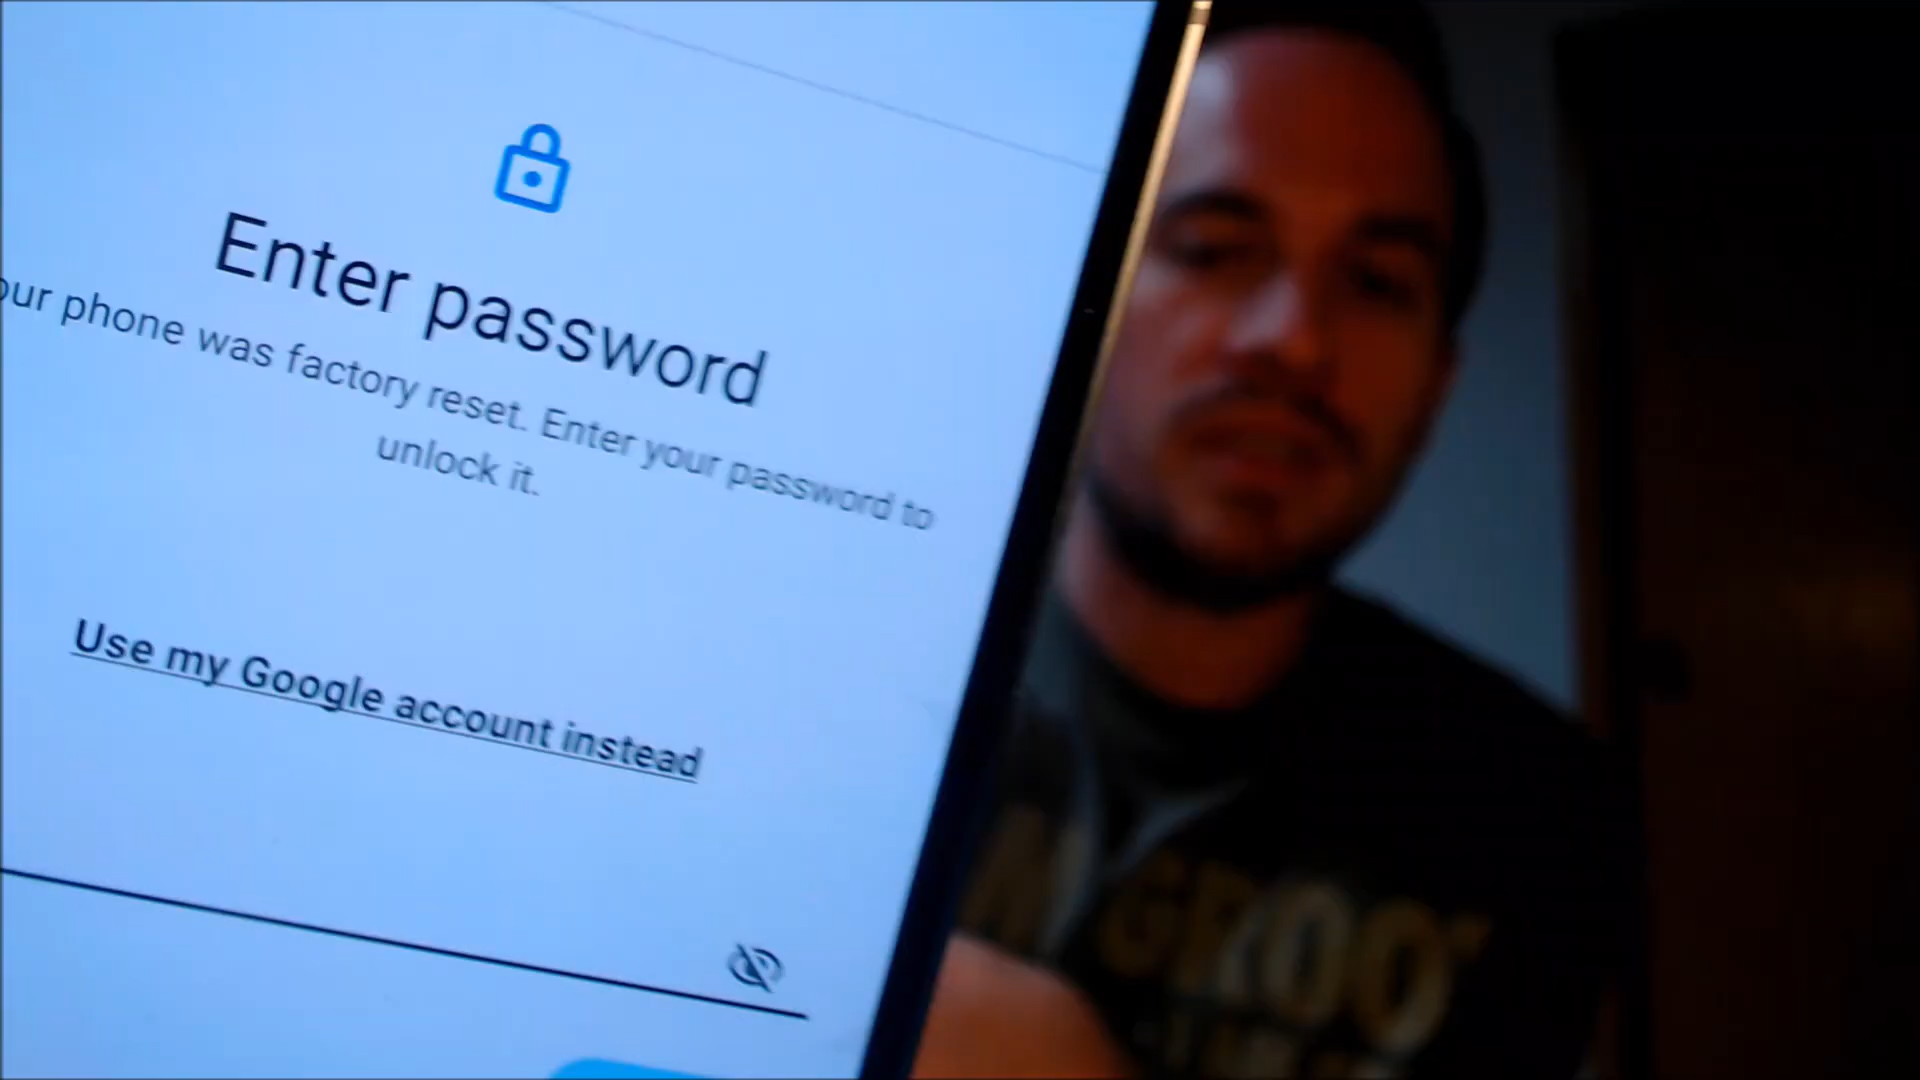 Enter password
our phone was factory reset. Enter your password to
unlock it.
Use my Google account instead